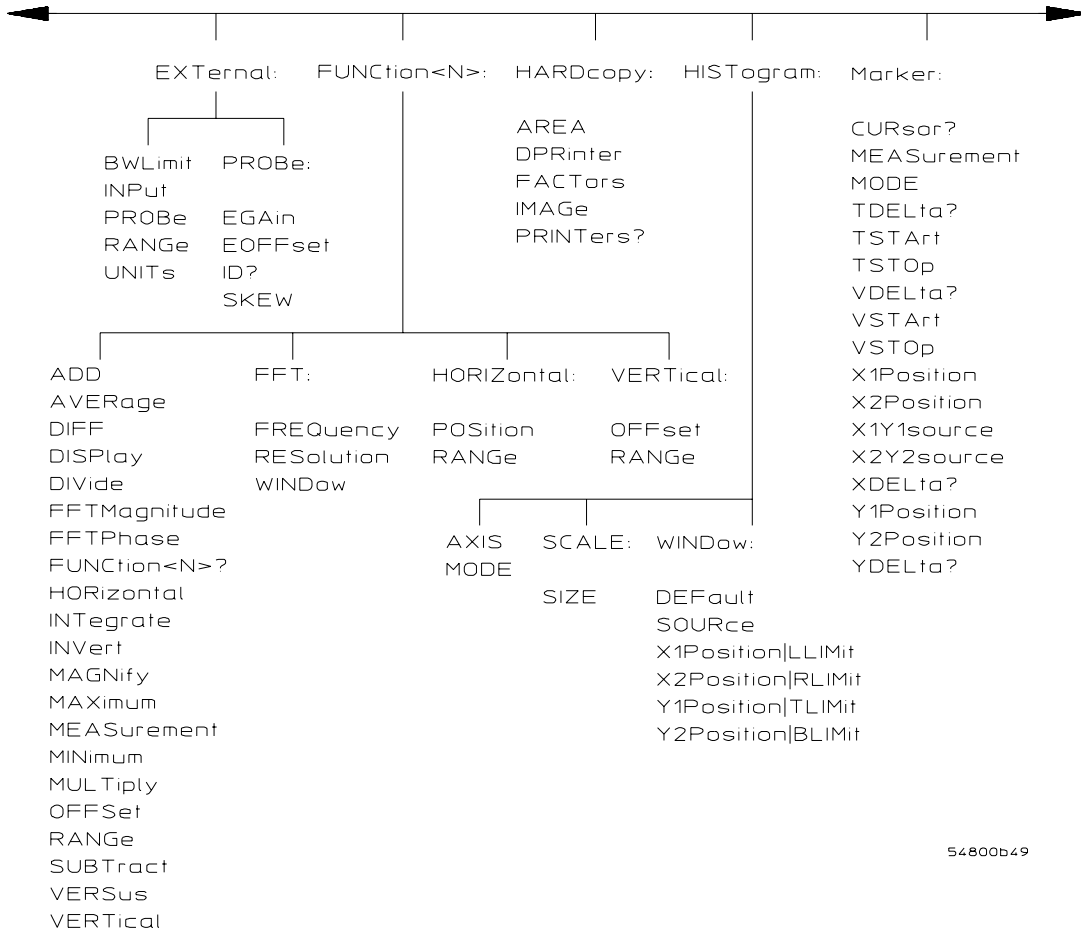 EXTernal:
FUNCtion<N>:
HARDcopy:
HISTogram:
Marker:
BWLimit
INPut
PROBe
RANGe
UNITs
PROBe:
EGAin
EOFFset
ID?
SKEW
AREA
DPRinter
FACTors
IMAGe
PRINTers?
CURsor?
MEASurement
MODE
TDELta?
TSTArt
TSTOp
VDELta?
VSTArt
VSTOp
X1Position
X2Position
X1Y1source
X2Y2source
XDELta?
Y1Position
Y2Position
YDELta?
ADD
AVERage
DIFF
DISPlay
DIVide
FFTMagnitude
FFTPhase
FUNCtion<N>?
HORizontal
INTegrate
INVert
MAGNify
MAXimum
MEASurement
MINimum
MULTiply
OFFSet
RANGe
SUBTract
VERSus
VERTical
FFT:
FREQuency
RESolution
WINDow
HORIZontal:
POSition
RANGe
VERTical:
OFFset
RANGe
AXIS
MODE
SCALE:
SIZE
WINDow:
DEFault
SOURce
X1Position|LLIMit
X2Position|RLIMit
Y1Position|TLIMit
Y2Position|BLIMit
54800b49